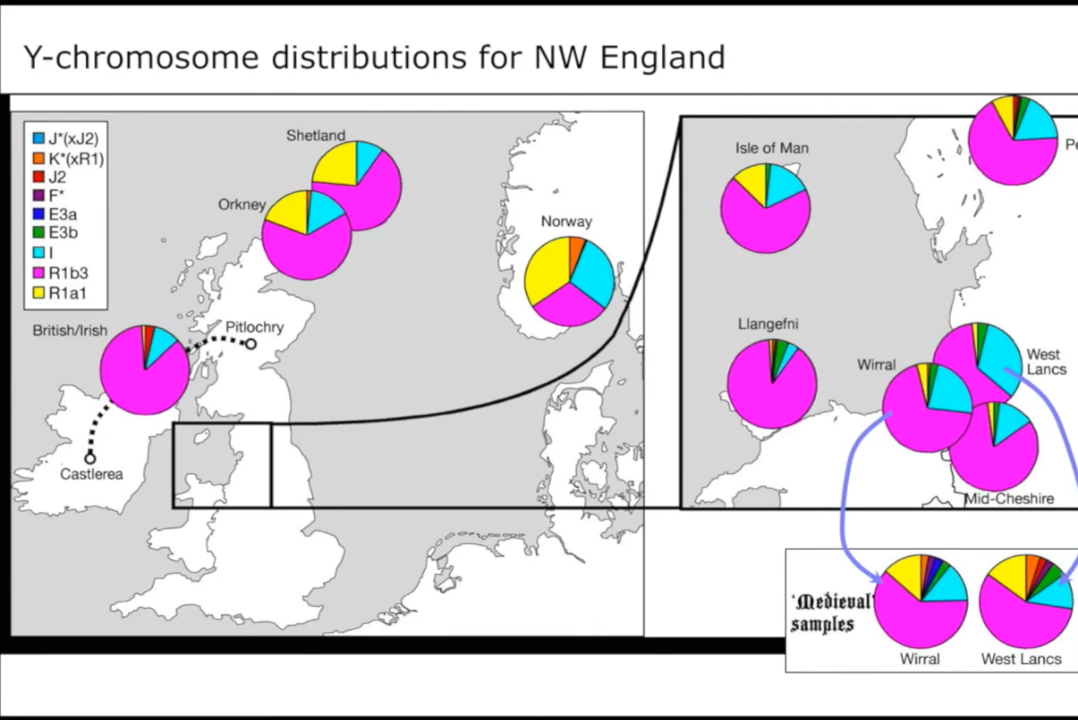 Y-chromosome distributions for NW England
J*(xJ2)
K*(xR1)
J2
F*
E3a
E3b
I
R1b3
R1a1
Shetland
Orkney
Norway
British/Irish
Pitlochry
Castlerea
Isle of Man
Pe
Llangefni
Wirral
West
Lancs
Mid-Cheshire
'Medieval'
samples
Wirral
West Lancs